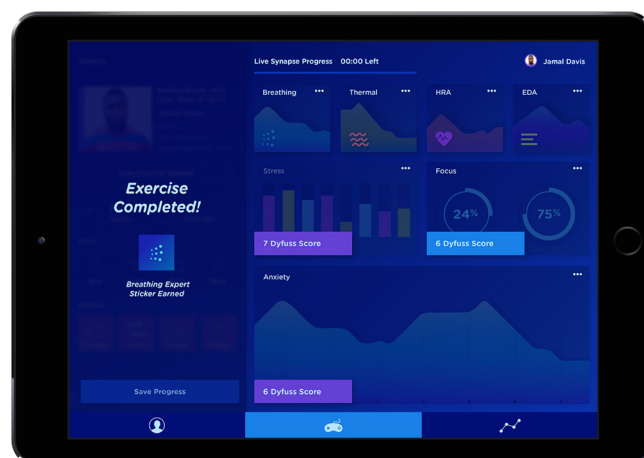 Live Synapse Progress 00:00 Left
Jamal Davis
Breathing
Thermal
HRA
EDA
Exercise
Completed!
Breathing Expert
Sticker Earned
Save Progress
Stress
7 Dyfuss Score
Focus
24%
75%
6 Dyfuss Score
Anxiety
6 Dyfuss Score